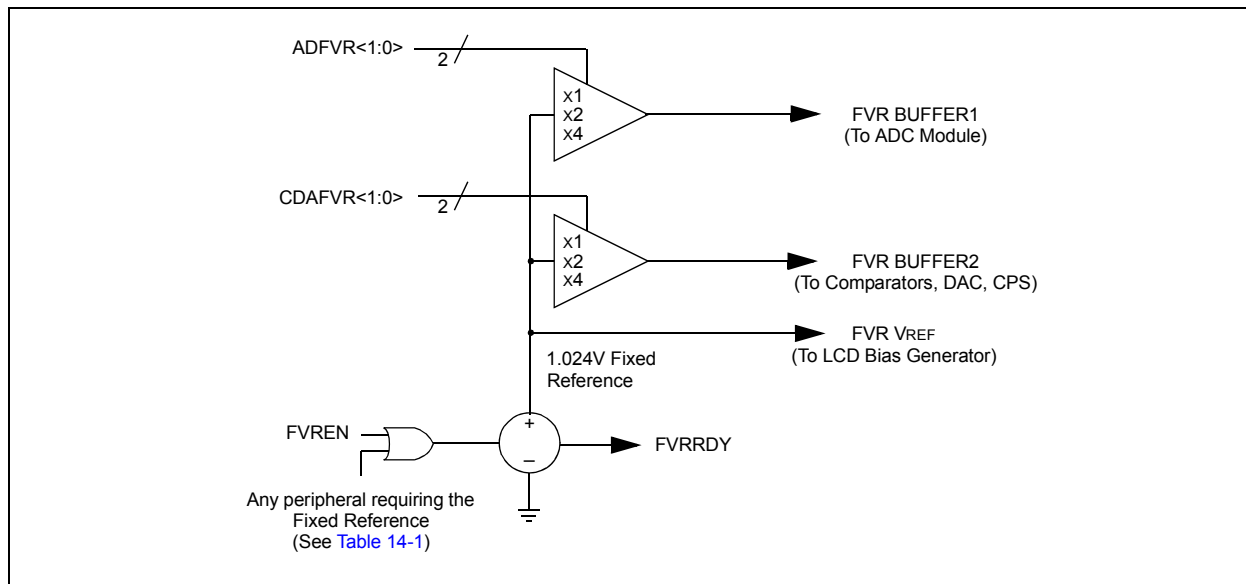 ADFVR<1:0>
2
X1
X2
X4
FVR BUFFER1
(To ADC Module)
CDAFVR<1:0>
2
X1
X2
X4
FVR BUFFER2
(To Comparators, DAC, CPS)
FVR VREF
(To LCD Bias Generator)
1.024V Fixed
Reference
FVREN
+
–
FVRRDY
Any peripheral requiring the
Fixed Reference
(See Table 14-1)